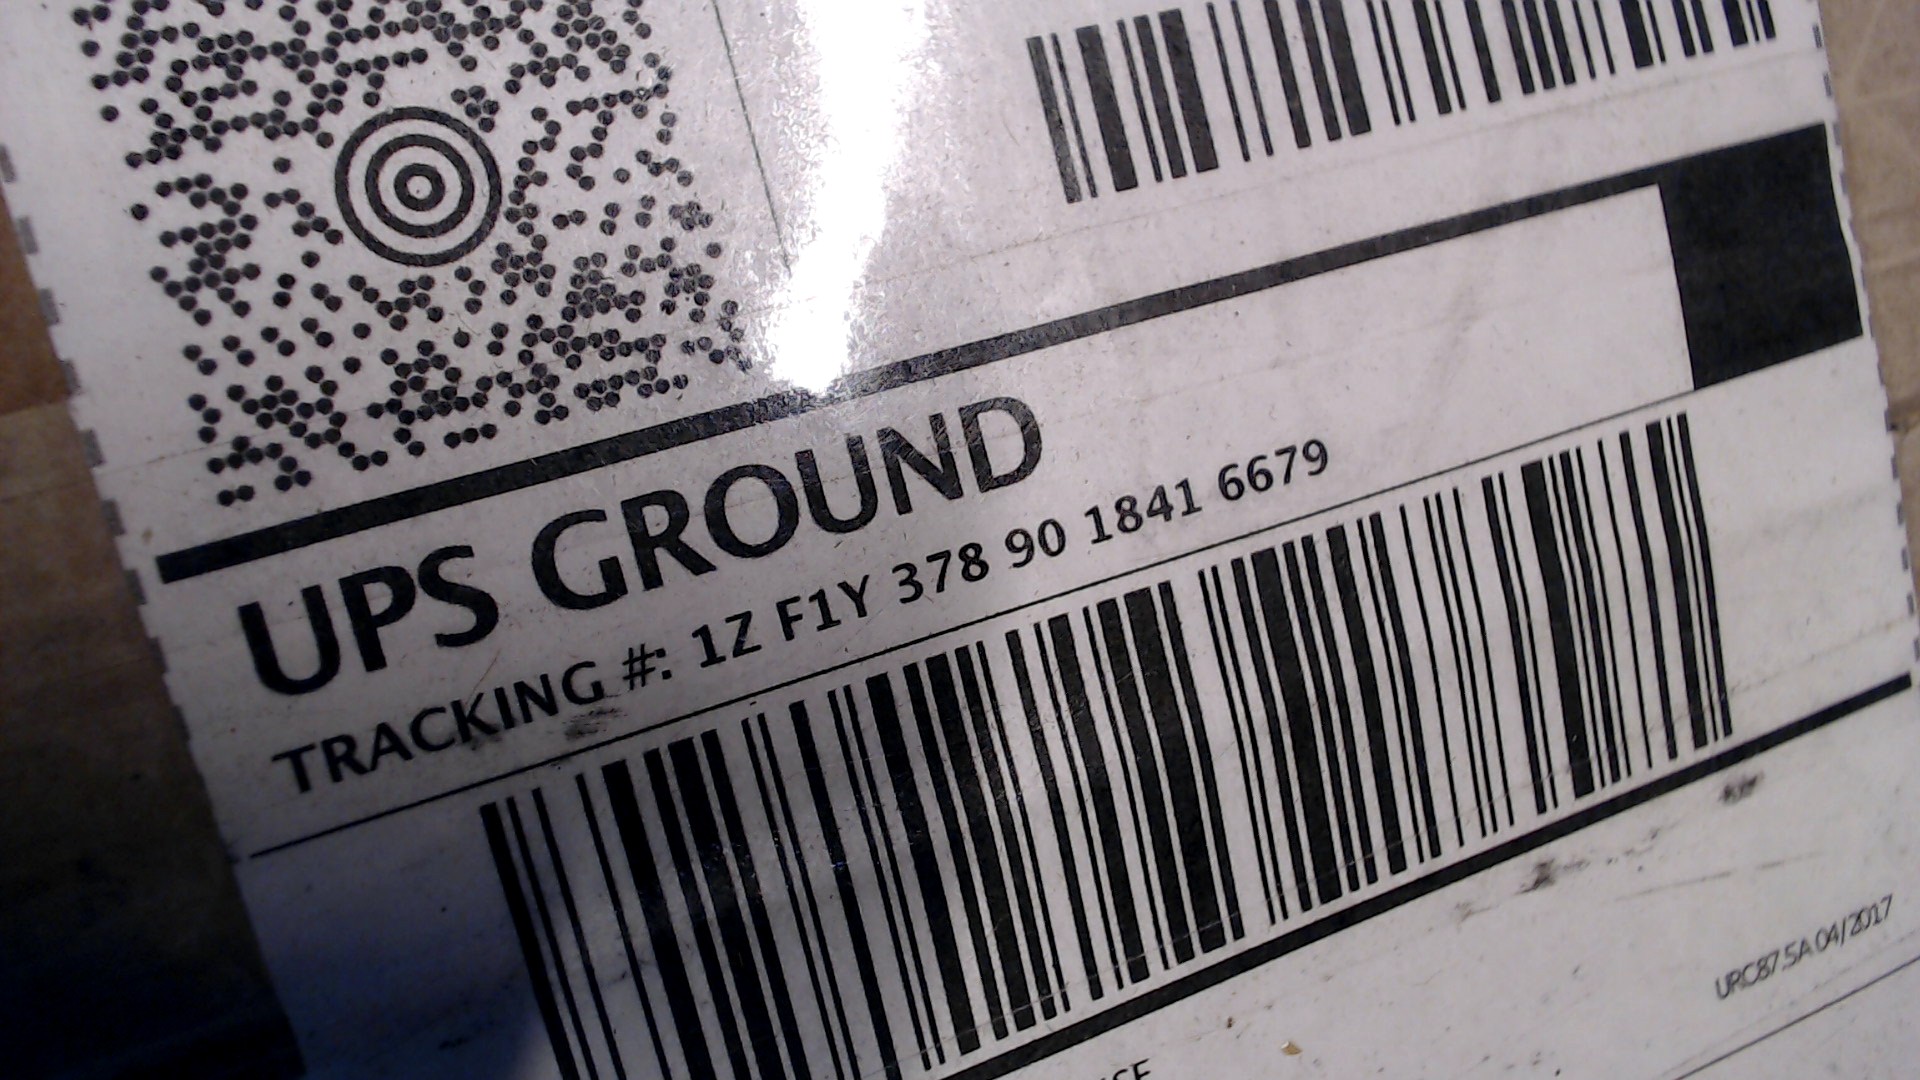 UPS GROUND
TRACKING #: 1Z F1Y 378 90 1841 6679
URC87.5A 04/2017